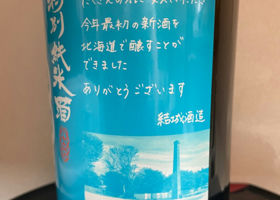 特別純米酒
今年最初の新酒を
北海道で醸すことが
できました
ありがとうございます
結城酒造